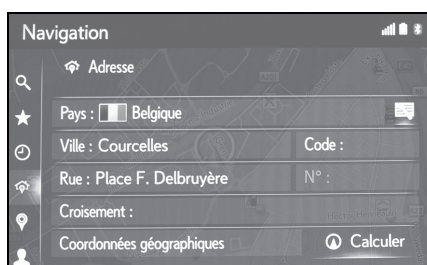 Navigation
Adresse
Pays : Belgique
Ville : Courcelles Code :
Rue : Place F. Delbruyère N° :
Croisement :
Coordonnées géographiques Calculer